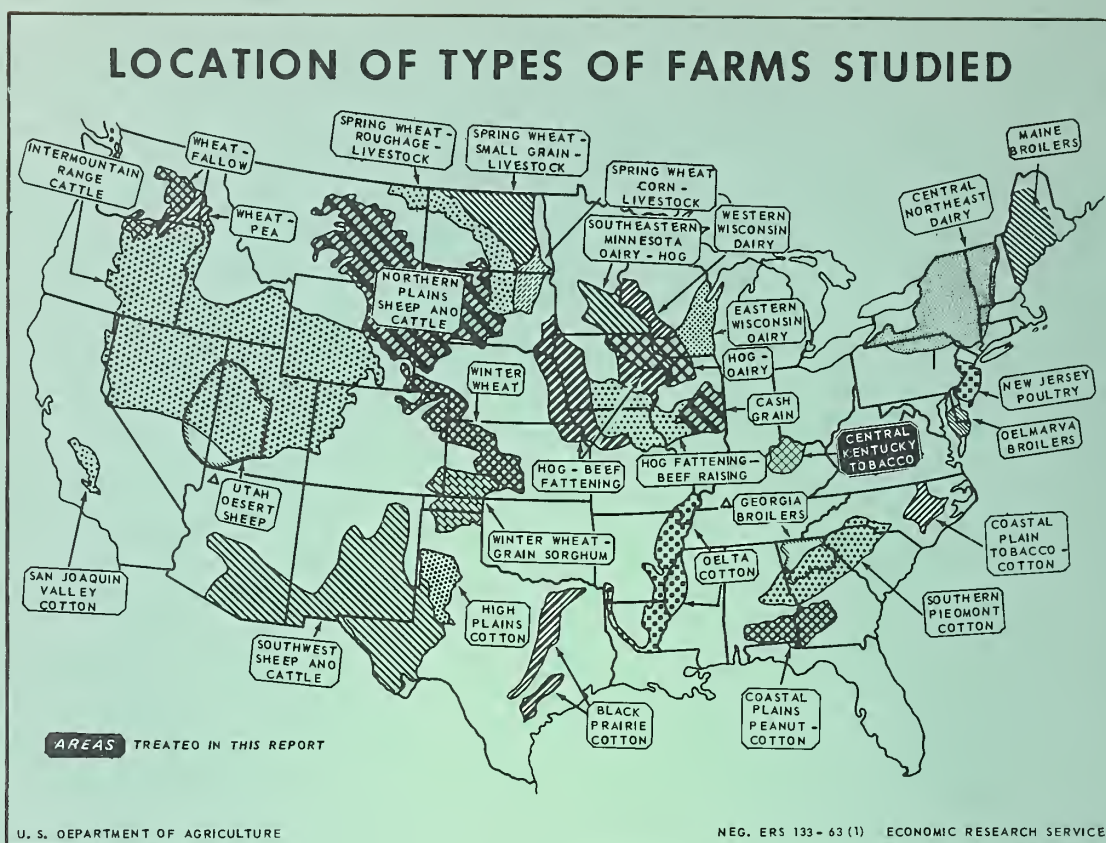 LOCATION OF TYPES OF FARMS STUDIED
SPRING WHEAT -
ROUGHAGE -
LIVESTOCK
SPRING WHEAT -
SMALL GRAIN -
LIVESTOCK
MAINE
BROILERS
WHEAT -
FALLOW
INTERMOUNTAIN
RANGE
CATTLE
SPRING WHEAT
CORN -
LIVESTOCK
CENTRAL
NORTHEAST
DAIRY
WESTERN
WISCONSIN
DAIRY
WHEAT -
PEA
SOUTHEASTERN
MINNESOTA
OAIRY - HOG
NORTHERN
PLAINS
SHEEP AND
CATTLE
EASTERN
WISCONSIN
OAIRY
WINTER
WHEAT
HOG -
OAIRY
NEW JERSEY
POULTRY
CASH
GRAIN
OELMARVA
BROILERS
CENTRAL
KENTUCKY
TOBACCO
HOG - BEEF
FATTENING
HOG FATTENING-
BEEF RAISING
UTAH
OESERT
SHEEP
GEORGIA
BROILERS
WINTER WHEAT-
GRAIN SORGHUM
OELTA
COTTON
COASTAL
PLAIN
TOBACCO -
COTTON
SAN JOAQUIN
VALLEY
COTTON
HIGH
PLAINS
COTTON
SOUTHERN
PIEOMONT
COTTON
SOUTHWEST
SHEEP AND
CATTLE
BLACK
PRAIRIE
COTTON
COASTAL
PLAINS
PEANUT -
COTTON
AREAS TREATED IN THIS REPORT
U. S. OEPARTMENT OF AGRICULTURE
NEG. ERS 133 - 63 (1) ECONOMIC RESEARCH SERVICE